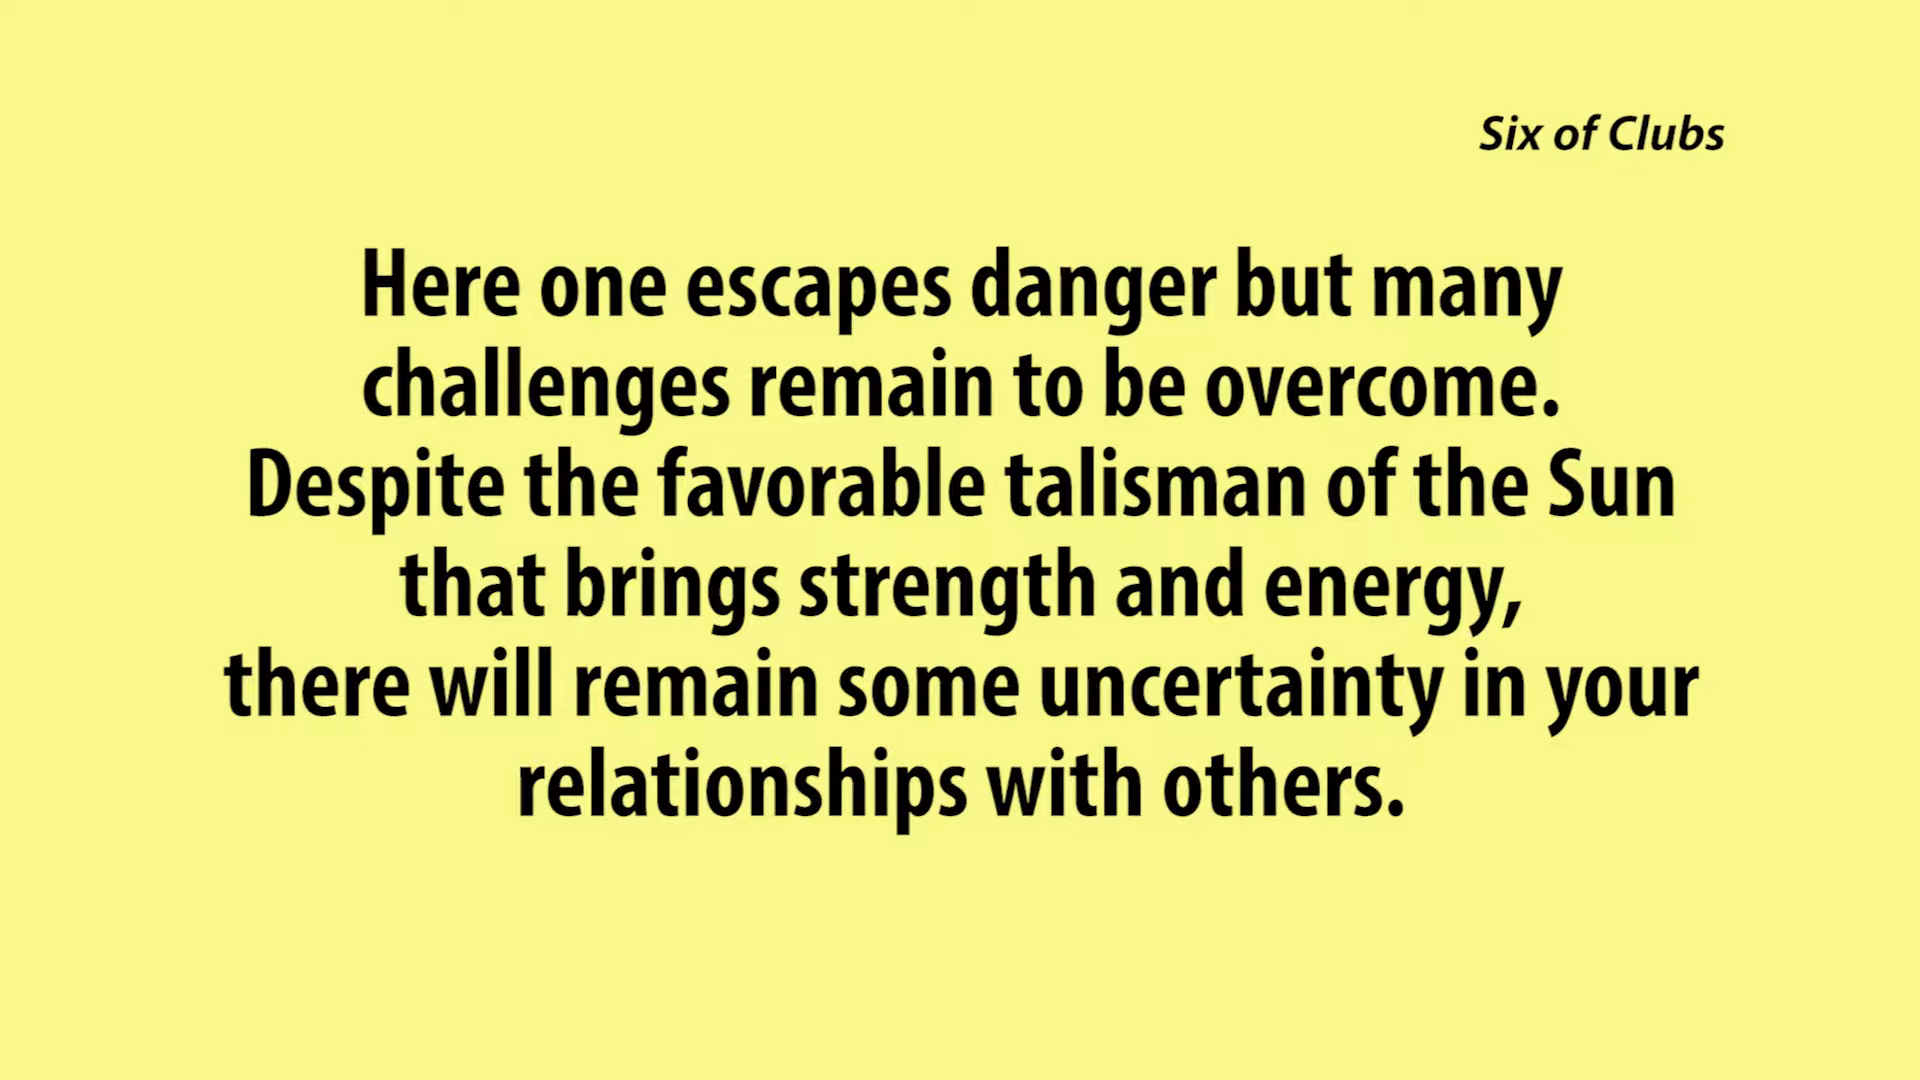 Six of Clubs
Here one escapes danger but many
challenges remain to be overcome.
Despite the favorable talisman of the Sun
that brings strength and energy,
there will remain some uncertainty in your
relationships with others.